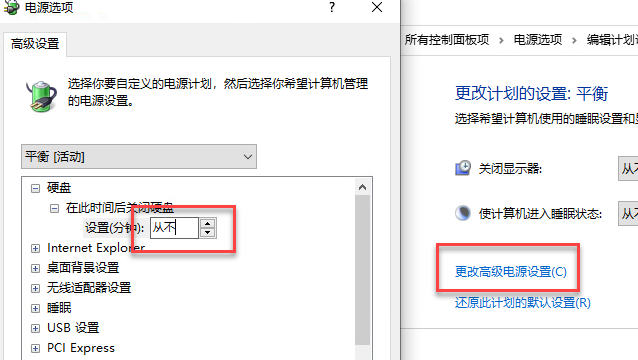 电源选项
高级设置
选择你要自定义的电源计划，然后选择你希望计算机管理
的电源设置。
平衡 [活动]
硬盘
在此时间后关闭硬盘
设置(分钟): 从不
Internet Explorer
桌面背景设置
无线适配器设置
睡眠
USB 设置
PCI Express
所有控制面板项 > 电源选项 > 编辑计划
更改计划的设置: 平衡
选择希望计算机使用的睡眠设置和
关闭显示器: 从
使计算机进入睡眠状态: 从
更改高级电源设置(C)
还原此计划的默认设置(R)